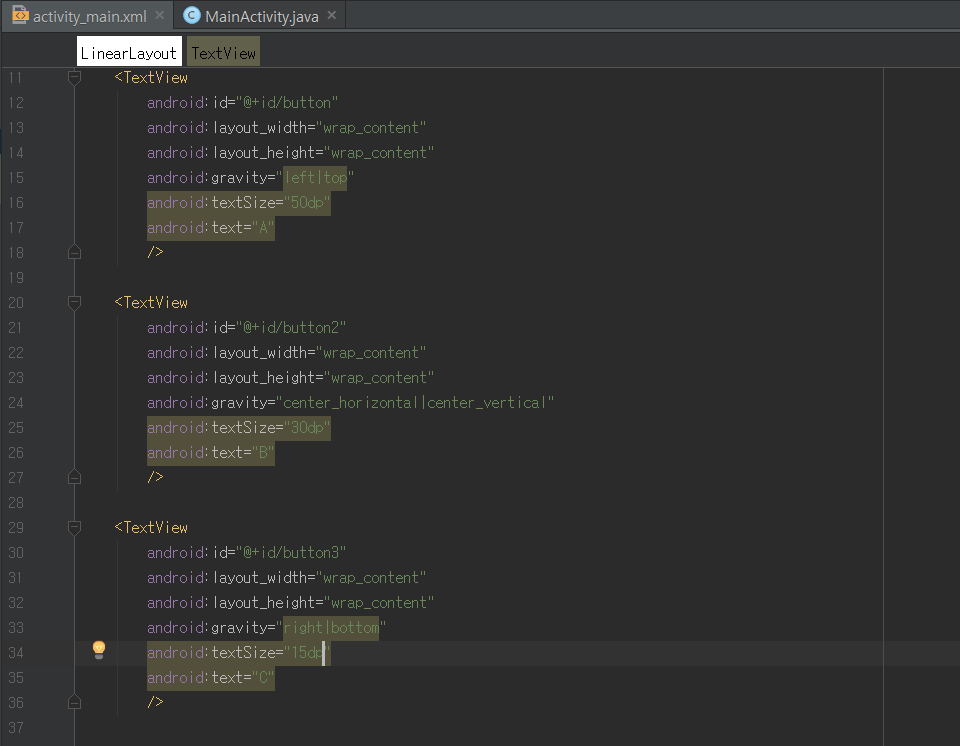 activity_main.xml MainActivity.java
LinearLayout TextView
11 <TextView
12 android:id="@+id/button"
13 android:layout_width="wrap_content"
14 android:layout_height="wrap_content"
15 android:gravity="left|top"
16 android:textSize="50dp"
17 android:text="A"
18 />
19
20 <TextView
21 android:id="@+id/button2"
22 android:layout_width="wrap_content"
23 android:layout_height="wrap_content"
24 android:gravity="center_horizontal|center_vertical"
25 android:textSize="30dp"
26 android:text="B"
27 />
28
29 <TextView
30 android:id="@+id/button3"
31 android:layout_width="wrap_content"
32 android:layout_height="wrap_content"
33 android:gravity="right|bottom"
34 android:textSize="15dp"
35 android:text="C"
36 />
37